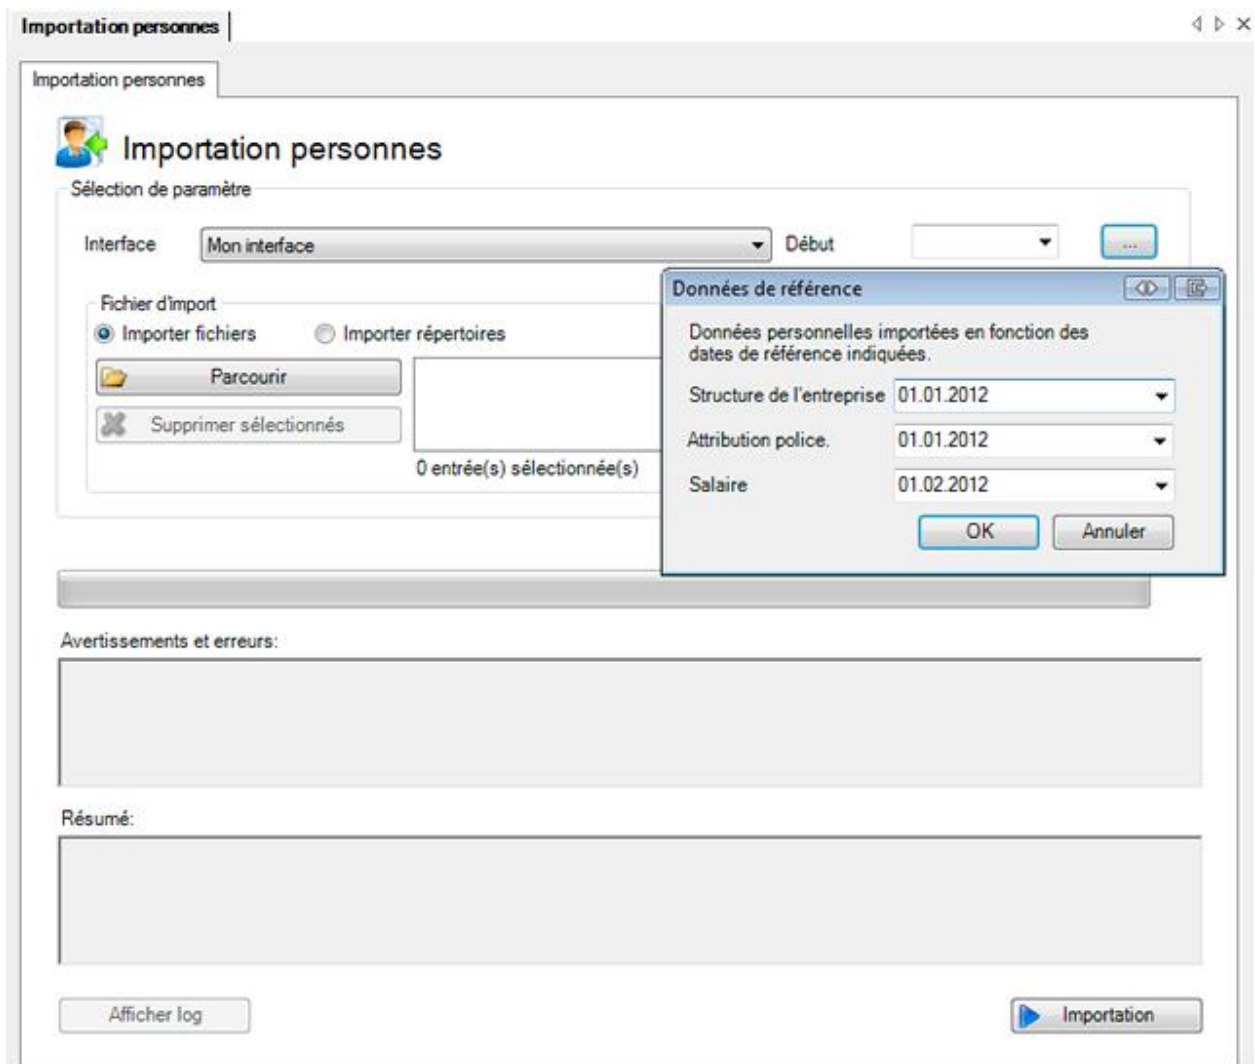 Importation personnes
Importation personnes
Importation personnes
Sélection de paramètre
Interface Mon interface Début ...
Données de référence
Fichier d'import
Importer fichiers Importer répertoires
Données personnelles importées en fonction des
dates de référence indiquées.
Parcourir
Structure de l'entreprise 01.01.2012
Supprimer sélectionnés
Attribution police. 01.01.2012
0 entrée(s) sélectionnée(s)
Salaire 01.02.2012
OK Annuler
Avertissements et erreurs:
Résumé:
Afficher log Importation